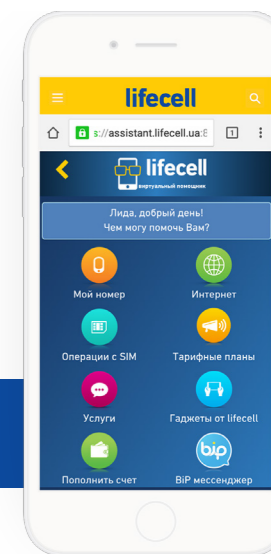 lifecell
s://assistant.lifecell.ua:8
1
lifecell
виртуальный помощник
Лида, добрый день!
Чем могу помочь Вам?
Мой номер
Интернет
Операции с SIM
Тарифные планы
Услуги
Гаджеты от lifecell
bip
Пополнить счет
BiP мессенджер